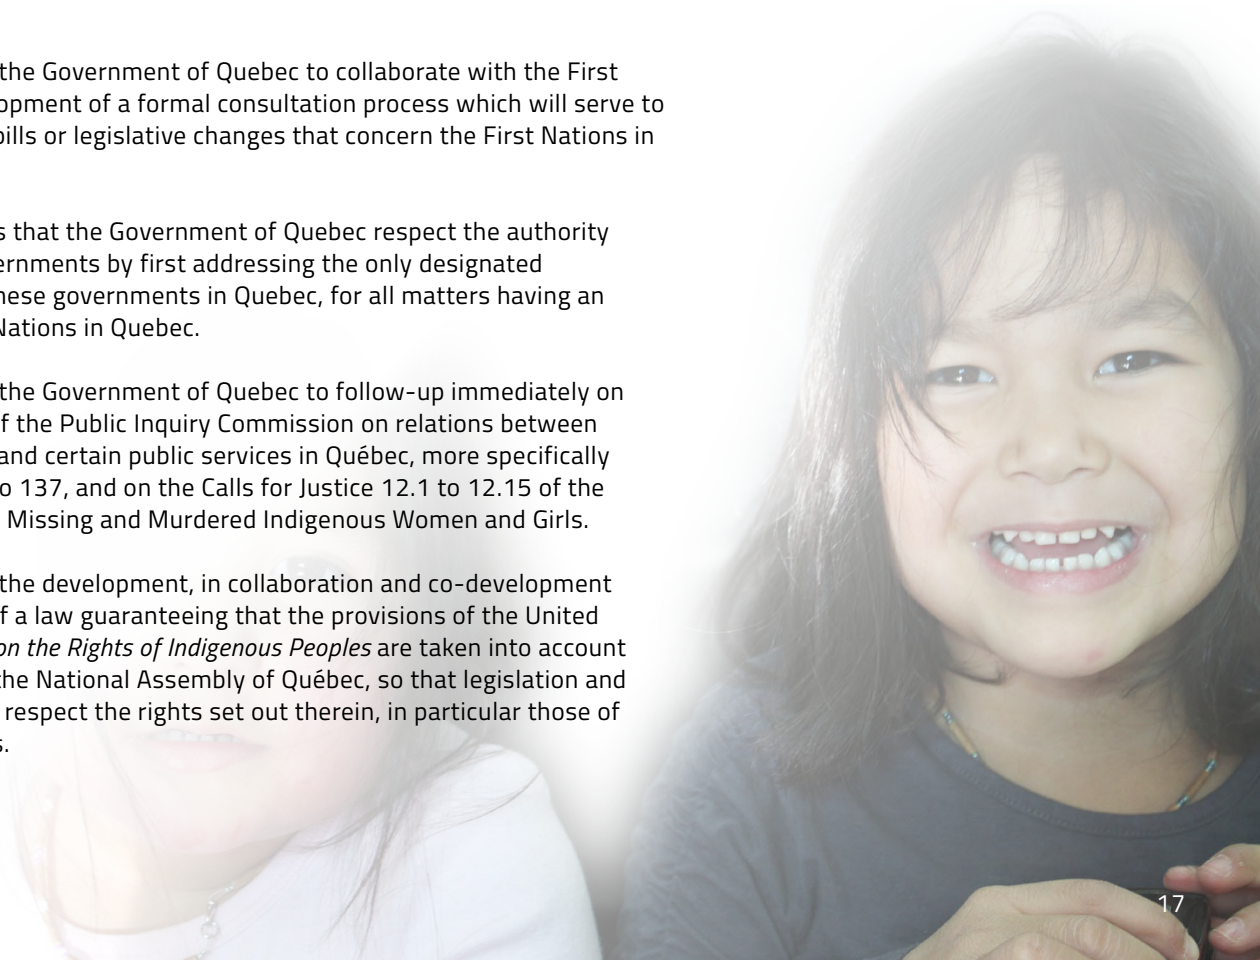 the Government of Quebec to collaborate with the First
opment of a formal consultation process which will serve to
bills or legislative changes that concern the First Nations in
s that the Government of Quebec respect the authority
ernments by first addressing the only designated
hese governments in Quebec, for all matters having an
Nations in Quebec.
the Government of Quebec to follow-up immediately on
f the Public Inquiry Commission on relations between
and certain public services in Québec, more specifically
o 137, and on the Calls for Justice 12.1 to 12.15 of the
Missing and Murdered Indigenous Women and Girls.
the development, in collaboration and co-development
f a law guaranteeing that the provisions of the United
on the Rights of Indigenous Peoples are taken into account
the National Assembly of Québec, so that legislation and
respect the rights set out therein, in particular those of
s.
17